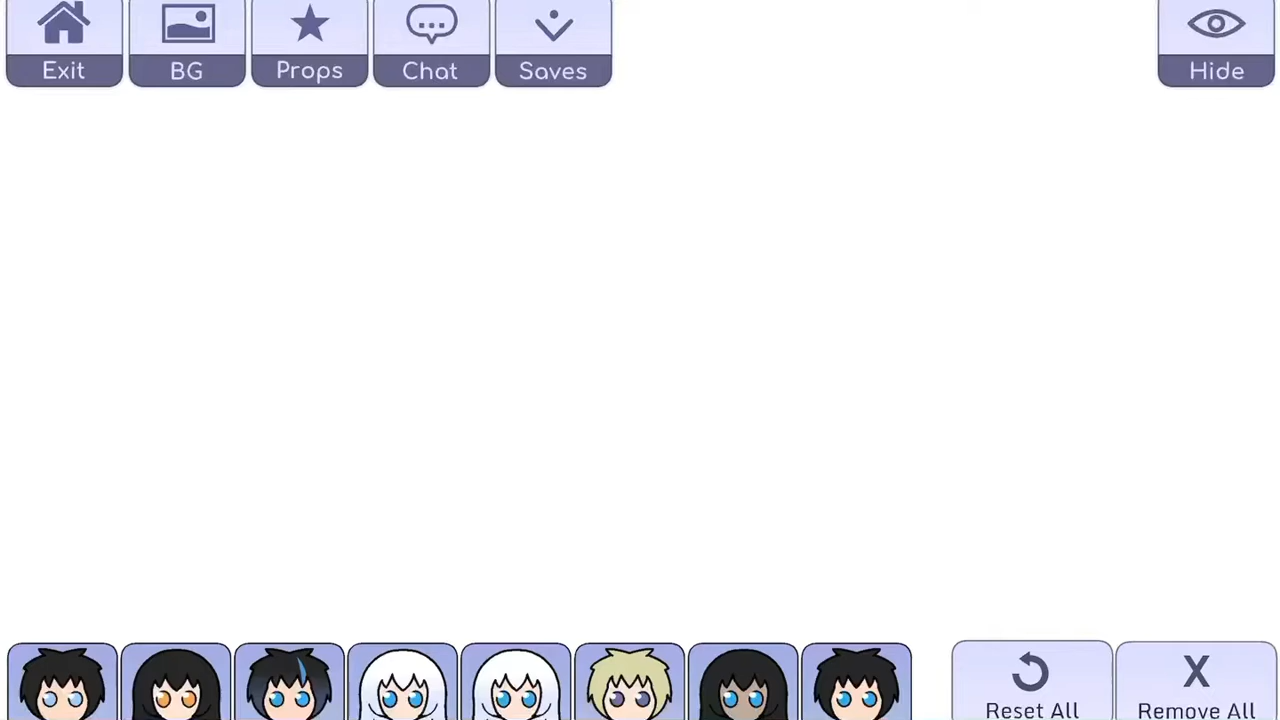 Exit
BG
Props
Chat
Saves
Hide
Reset All
X
Remove All